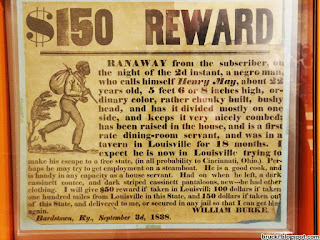 $150 REWARD
RANAWAY from the subscriber, on
the night of the 2d instant, a negro man,
who calls himself Henry May, about 22
years old, 5 feet 6 or 8 inches high, or-
dinary color, rather chunky built, bushy
head, and has it divided mostly on one
side, and keeps it very nicely combed;
has been raised in the house, and is a first
rate dining-room servant, and was in a
tavern in Louisville for 18 months. I
expect he is now in Louisville trying to
make his escape to a free state, (in all probability to Cincinnati, Ohio.) Per-
haps he may try to get employment on a steamboat. He is a good cook, and
is handy in any capacity as a house servant. Had on when he left, a dark
cassinett coatee, and dark striped cassinett pantaloons, new--he had other
clothing. I will give $50 reward if taken in Louisvill; 100 dollars if taken
one hundred miles from Louisville in this State, and 150 dollars if taken out
of this State, and delivered to me, or secured in any jail so that I can get him
again.
WILLIAM BURKE.
Bardstown, Ky., September 3d, 1838.
bruckr.blogspot.com